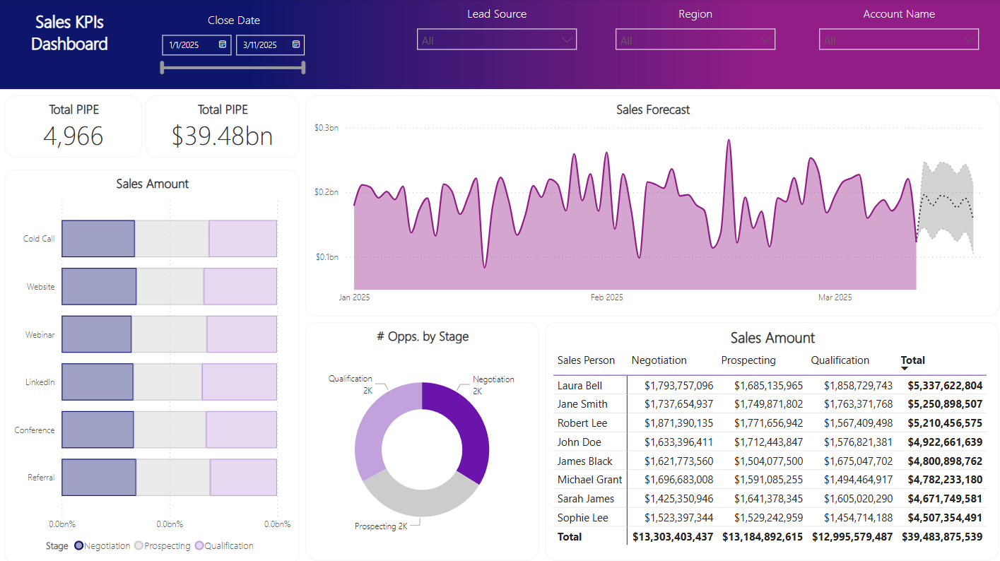 Sales KPIs
Dashboard
Close Date
1/1/2025
3/11/2025
Lead Source
All
Region
All
Account Name
All
Total PIPE
4,966
Total PIPE
$39.48bn
Sales Forecast
$0.3bn
$0.2bn
$0.1bn
Jan 2025
Feb 2025
Mar 2025
Sales Amount
Cold Call
Website
Webinar
LinkedIn
Conference
Referral
0.0bn% 0.0bn% 0.0bn%
Stage Negotiation Prospecting Qualification
# Opps. by Stage
Qualification
2K
Negotiation
2K
Prospecting 2K
Sales Amount
Sales Person Negotiation Prospecting Qualification Total
Laura Bell $1,793,757,096 $1,685,135,965 $1,858,729,743 $5,337,622,804
Jane Smith $1,737,654,937 $1,749,871,802 $1,763,371,768 $5,250,898,507
Robert Lee $1,871,390,135 $1,771,656,942 $1,567,409,498 $5,210,456,575
John Doe $1,633,396,411 $1,712,443,847 $1,576,821,381 $4,922,661,639
James Black $1,621,773,560 $1,504,077,500 $1,675,047,702 $4,800,898,762
Michael Grant $1,696,683,008 $1,591,085,255 $1,494,464,917 $4,782,233,180
Sarah James $1,425,350,946 $1,641,378,345 $1,605,020,290 $4,671,749,581
Sophie Lee $1,523,397,344 $1,529,242,959 $1,454,714,188 $4,507,354,491
Total $13,303,403,437 $13,184,892,615 $12,995,579,487 $39,483,875,539